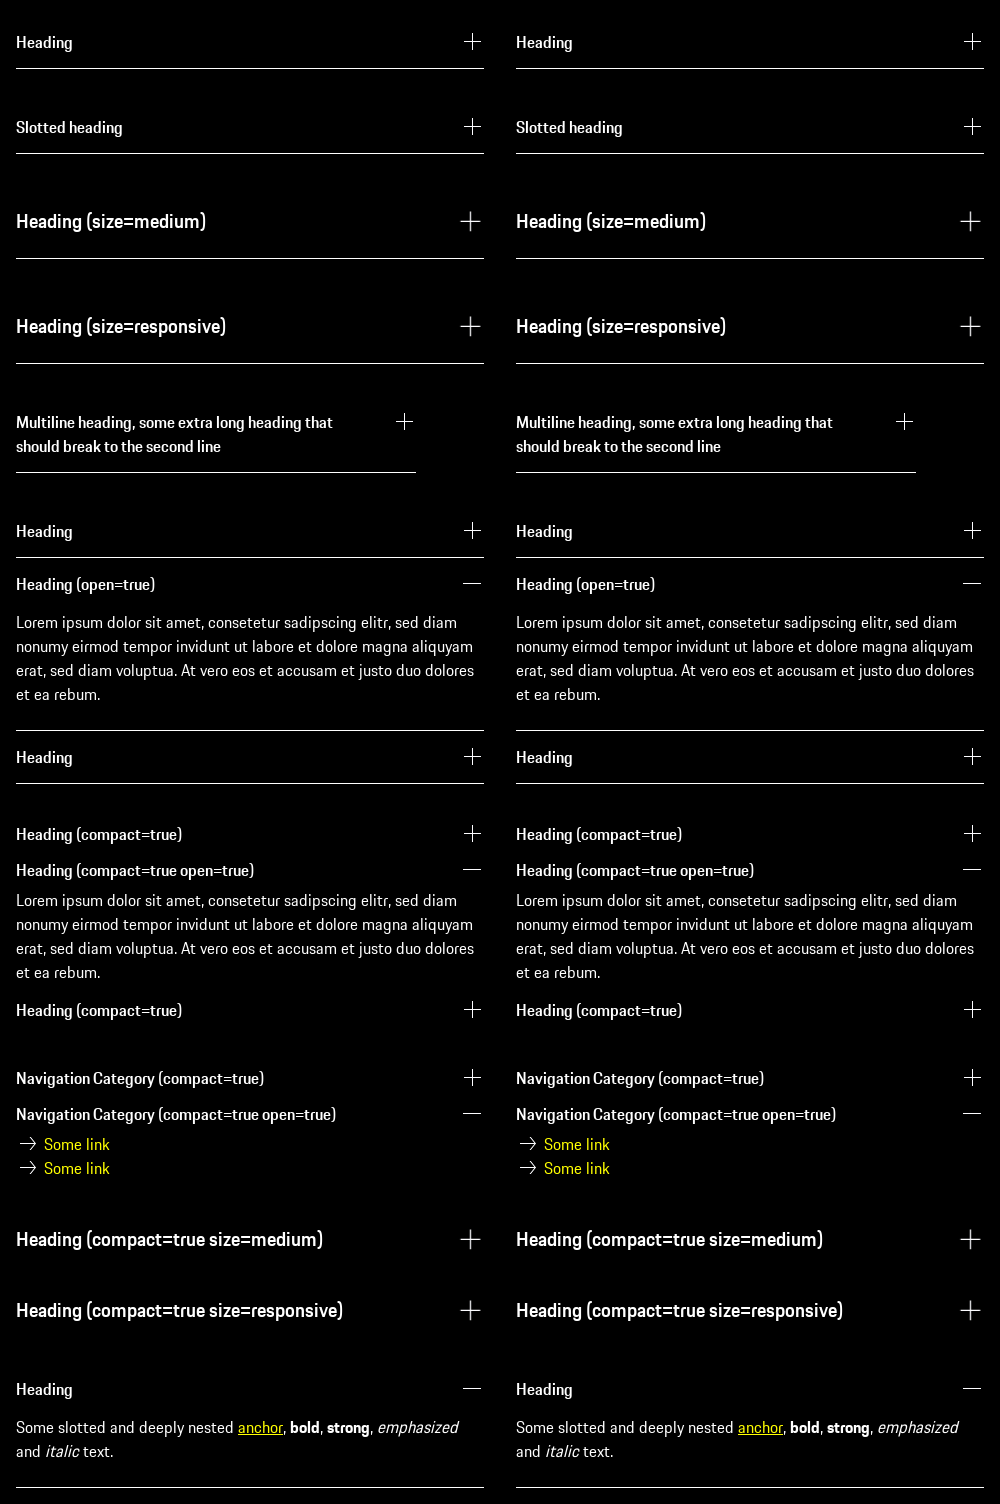 Heading
Slotted heading
Heading (size=medium)
Heading (size=responsive)
Multiline heading, some extra long heading that
should break to the second line
Heading
Heading (open=true)
Lorem ipsum dolor sit amet, consetetur sadipscing elitr, sed diam
nonumy eirmod tempor invidunt ut labore et dolore magna aliquyam
erat, sed diam voluptua. At vero eos et accusam et justo duo dolores
et ea rebum.
Heading
Heading (compact=true)
Heading (compact=true open=true)
Lorem ipsum dolor sit amet, consetetur sadipscing elitr, sed diam
nonumy eirmod tempor invidunt ut labore et dolore magna aliquyam
erat, sed diam voluptua. At vero eos et accusam et justo duo dolores
et ea rebum.
Heading (compact=true)
Navigation Category (compact=true)
Navigation Category (compact=true open=true)
Some link
Some link
Heading (compact=true size=medium)
Heading (compact=true size=responsive)
Heading
Some slotted and deeply nested anchor, bold, strong, emphasized
and italic text.
Heading
Slotted heading
Heading (size=medium)
Heading (size=responsive)
Multiline heading, some extra long heading that
should break to the second line
Heading
Heading (open=true)
Lorem ipsum dolor sit amet, consetetur sadipscing elitr, sed diam
nonumy eirmod tempor invidunt ut labore et dolore magna aliquyam
erat, sed diam voluptua. At vero eos et accusam et justo duo dolores
et ea rebum.
Heading
Heading (compact=true)
Heading (compact=true open=true)
Lorem ipsum dolor sit amet, consetetur sadipscing elitr, sed diam
nonumy eirmod tempor invidunt ut labore et dolore magna aliquyam
erat, sed diam voluptua. At vero eos et accusam et justo duo dolores
et ea rebum.
Heading (compact=true)
Navigation Category (compact=true)
Navigation Category (compact=true open=true)
Some link
Some link
Heading (compact=true size=medium)
Heading (compact=true size=responsive)
Heading
Some slotted and deeply nested anchor, bold, strong, emphasized
and italic text.